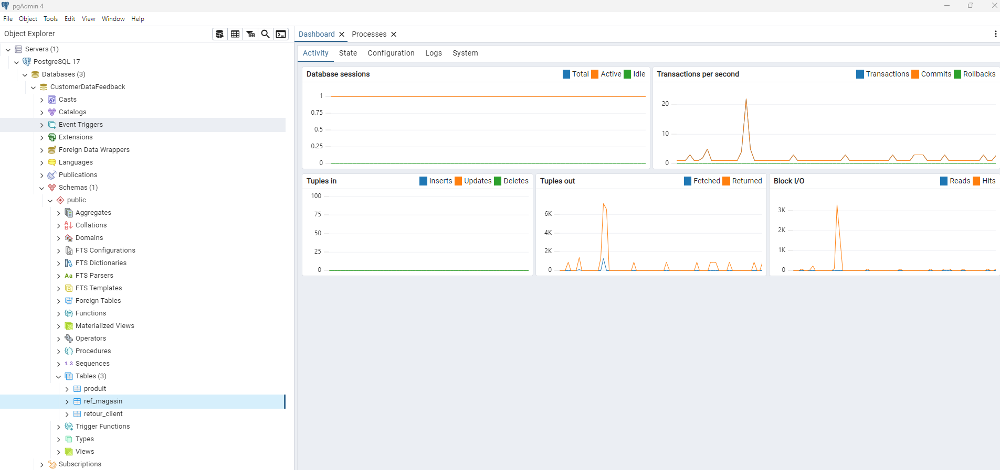 pgAdmin 4
File Object Tools Edit View Window Help
Object Explorer
Servers (1)
PostgreSQL 17
Databases (3)
CustomerDataFeedback
Casts
Catalogs
Event Triggers
Extensions
Foreign Data Wrappers
Languages
Publications
Schemas (1)
public
Aggregates
Collations
Domains
FTS Configurations
FTS Dictionaries
Aa FTS Parsers
FTS Templates
Foreign Tables
Functions
Materialized Views
Operators
Procedures
1..3 Sequences
Tables (3)
produit
ref_magasin
retour_client
Trigger Functions
Types
Views
Subscriptions
Dashboard Processes
Activity State Configuration Logs System
Database sessions Total Active Idle
1
0.75
0.5
0.25
0
Transactions per second Transactions Commits Rollbacks
20
10
0
Tuples in Inserts Updates Deletes
100
75
50
25
0
Tuples out Fetched Returned
6K
4K
2K
0
Block I/O Reads Hits
3K
2K
1K
0